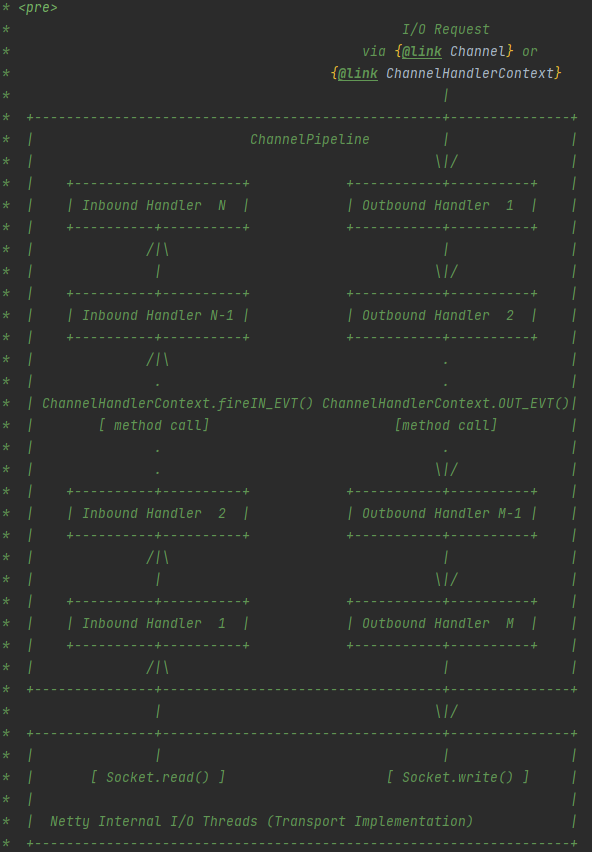 * <pre>
*                                                I/O Request
*                                           via {@link Channel} or
*                                       {@link ChannelHandlerContext}
*                                                     |
*  +---------------------------------------------------+---------------+
*  |                           ChannelPipeline         |               |
*  |                                                  \|/              |
*  |    +---------------------+            +-----------+----------+    |
*  |    | Inbound Handler  N  |            | Outbound Handler  1  |    |
*  |    +----------+----------+            +-----------+----------+    |
*  |              /|\                                  |               |
*  |               |                                  \|/              |
*  |    +----------+----------+            +-----------+----------+    |
*  |    | Inbound Handler N-1 |            | Outbound Handler  2  |    |
*  |    +----------+----------+            +-----------+----------+    |
*  |              /|\                                  .               |
*  |               .                                   .               |
*  | ChannelHandlerContext.fireIN_EVT() ChannelHandlerContext.OUT_EVT()|
*  |        [ method call]                       [method call]         |
*  |               .                                   .               |
*  |               .                                  \|/              |
*  |    +----------+----------+            +-----------+----------+    |
*  |    | Inbound Handler  2  |            | Outbound Handler M-1 |    |
*  |    +----------+----------+            +-----------+----------+    |
*  |              /|\                                  |               |
*  |               |                                  \|/              |
*  |    +----------+----------+            +-----------+----------+    |
*  |    | Inbound Handler  1  |            | Outbound Handler  M  |    |
*  |    +----------+----------+            +-----------+----------+    |
*  |              /|\                                  |               |
*  +---------------+-----------------------------------+---------------+
*                  |                                  \|/
*  +---------------+-----------------------------------+---------------+
*  |               |                                   |               |
*  |       [ Socket.read() ]                    [ Socket.write() ]     |
*  |                                                                   |
*  |  Netty Internal I/O Threads (Transport Implementation)            |
*  +-------------------------------------------------------------------+